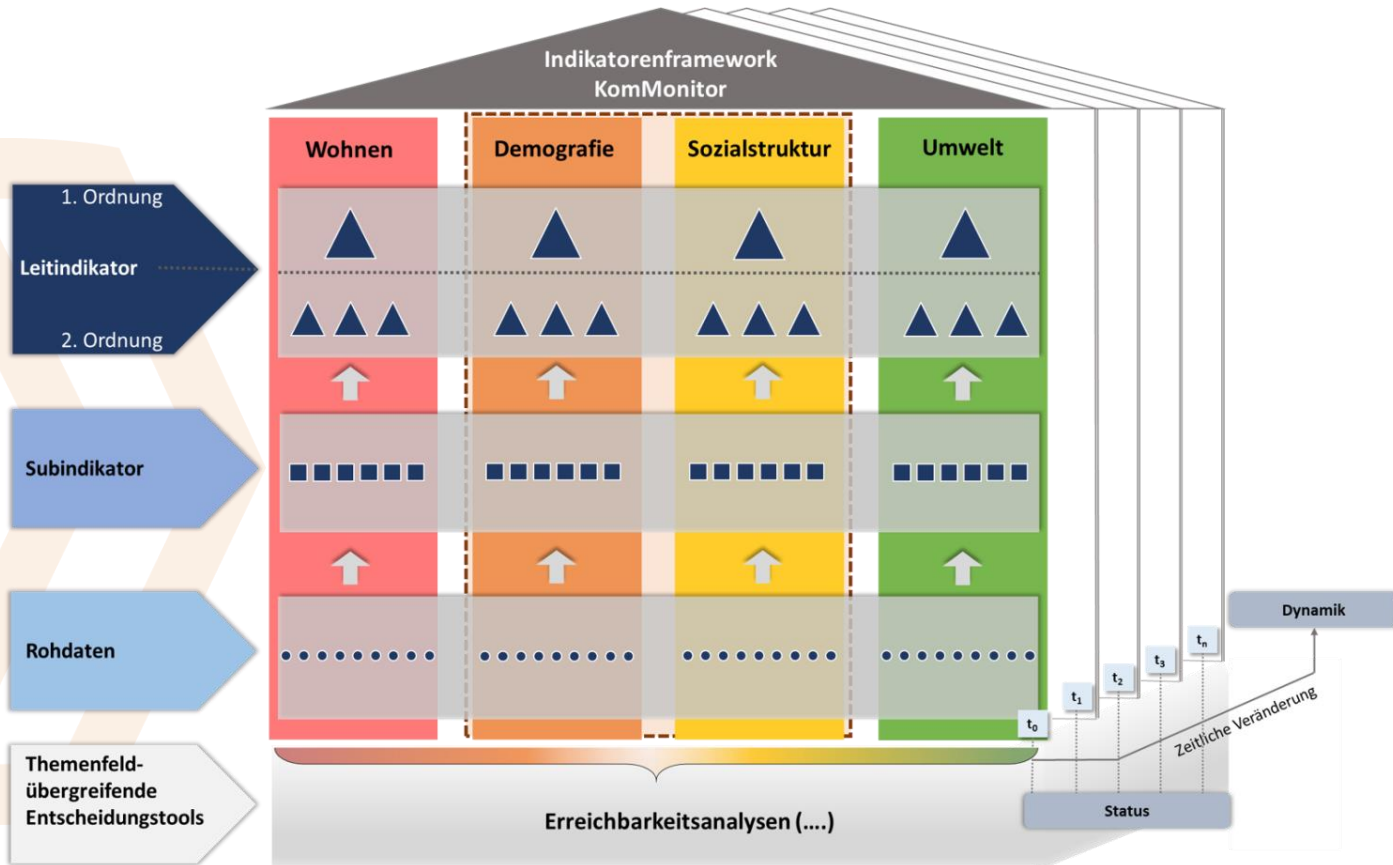 Indikatorenframework
KomMonitor
Wohnen
Demografie
Sozialstruktur
Umwelt
1. Ordnung
Leitindikator
2. Ordnung
Subindikator
Rohdaten
Themenfeld-
übergreifende
Entscheidungstools
Erreichbarkeitsanalysen (....)
t0
t1
t2
t3
tn
Zeitliche Veränderung
Dynamik
Status